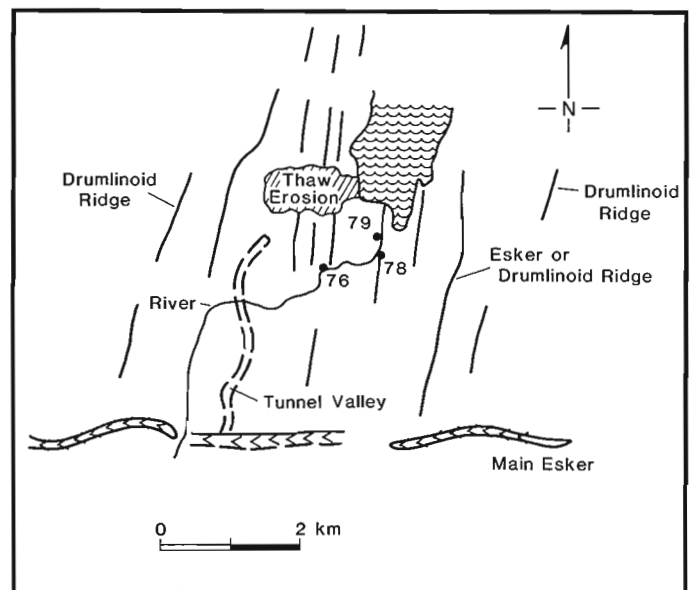 N
Drumlinoid
Ridge
Thaw
Erosion
Drumlinoid
Ridge
79
78
76
Esker or
Drumlinoid Ridge
River
Tunnel Valley
Main Esker
0 2 km